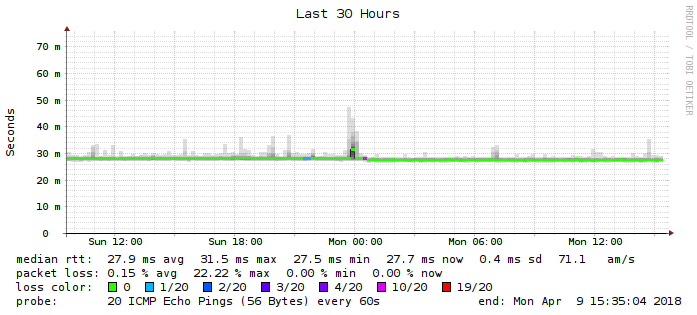 Last 30 Hours
RRDTOOL / TOBI OETIKER
Seconds
70 m
60 m
50 m
40 m
30 m
20 m
10 m
0
Sun 12:00 Sun 18:00 Mon 00:00 Mon 06:00 Mon 12:00
median rtt: 27.9 ms avg 31.5 ms max 27.5 ms min 27.7 ms now 0.4 ms sd 71.1 am/s
packet loss: 0.15 % avg 22.22 % max 0.00 % min 0.00 % now
loss color: 0 1/20 2/20 3/20 4/20 10/20 19/20
probe: 20 ICMP Echo Pings (56 Bytes) every 60s end: Mon Apr 9 15:35:04 2018